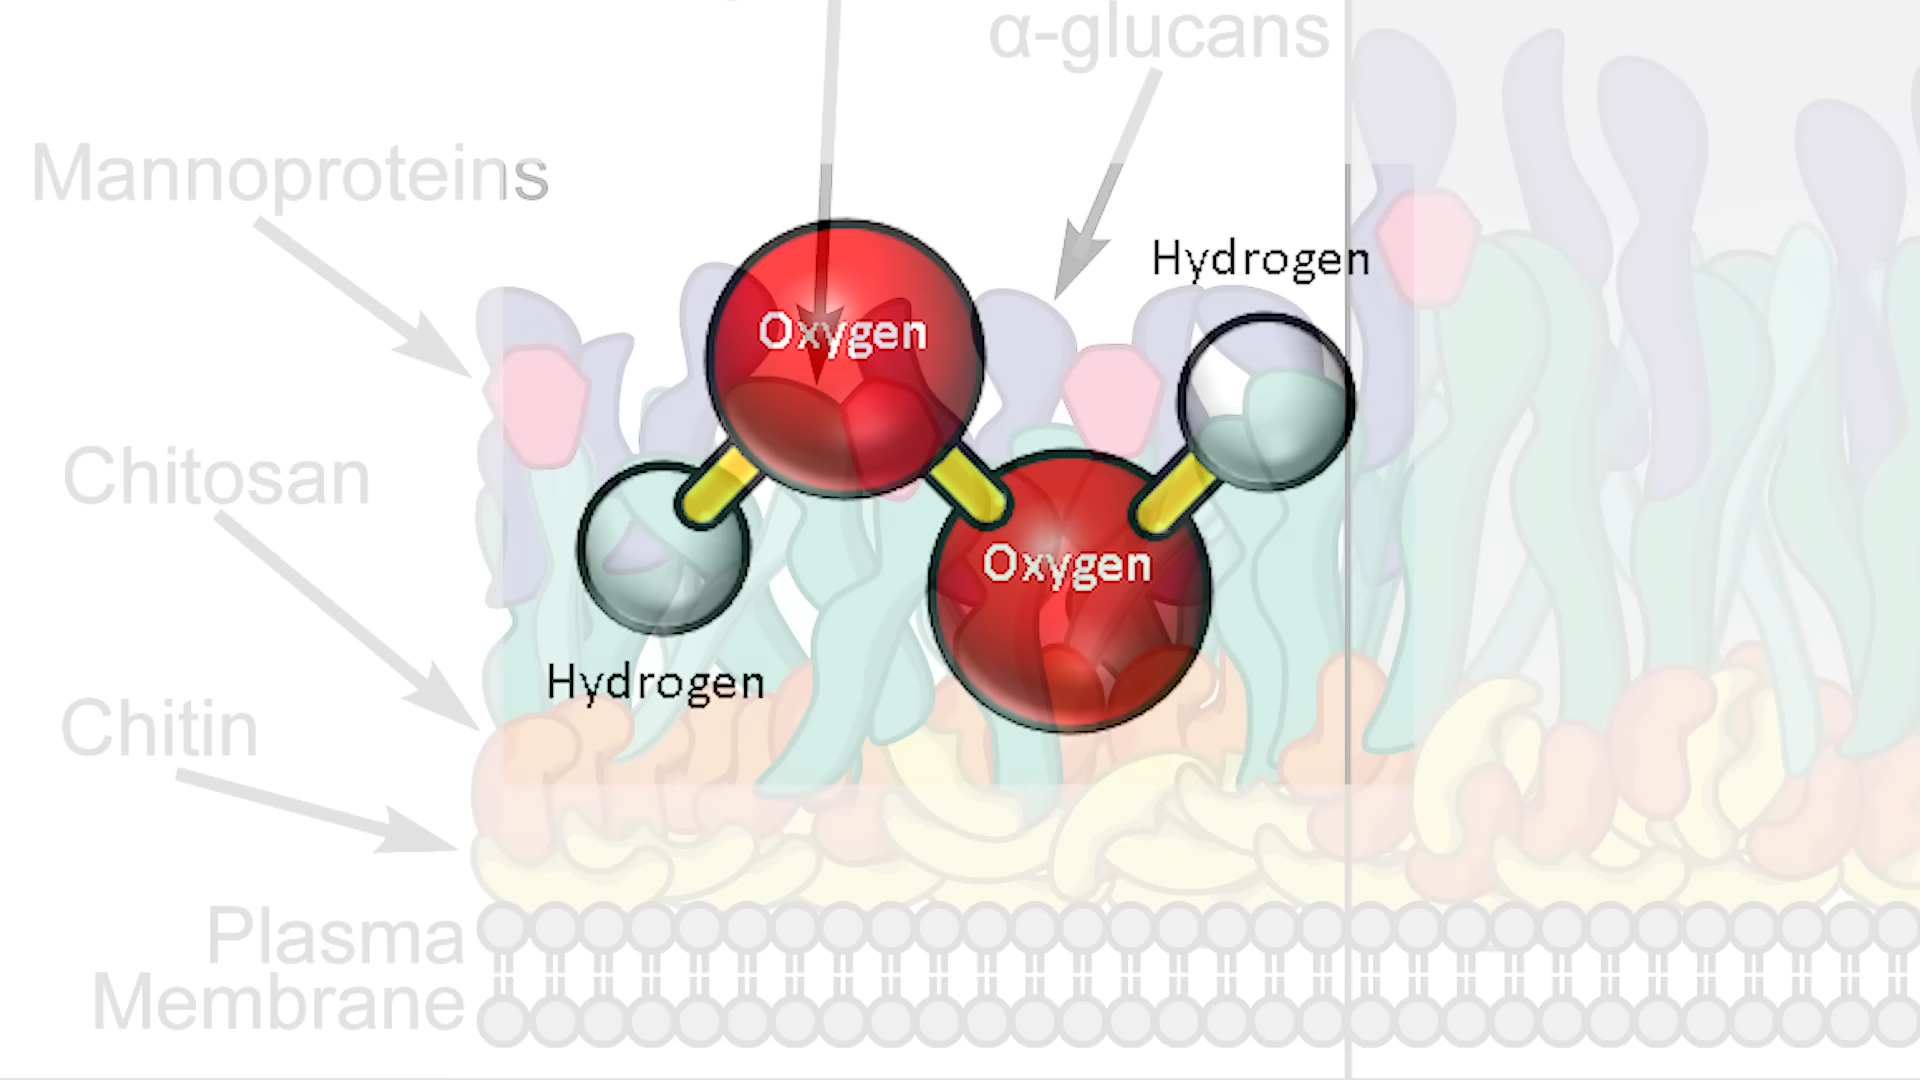 α-glucans
Mannoproteins
Hydrogen
Oxygen
Chitosan
Oxygen
Hydrogen
Chitin
Plasma
Membrane